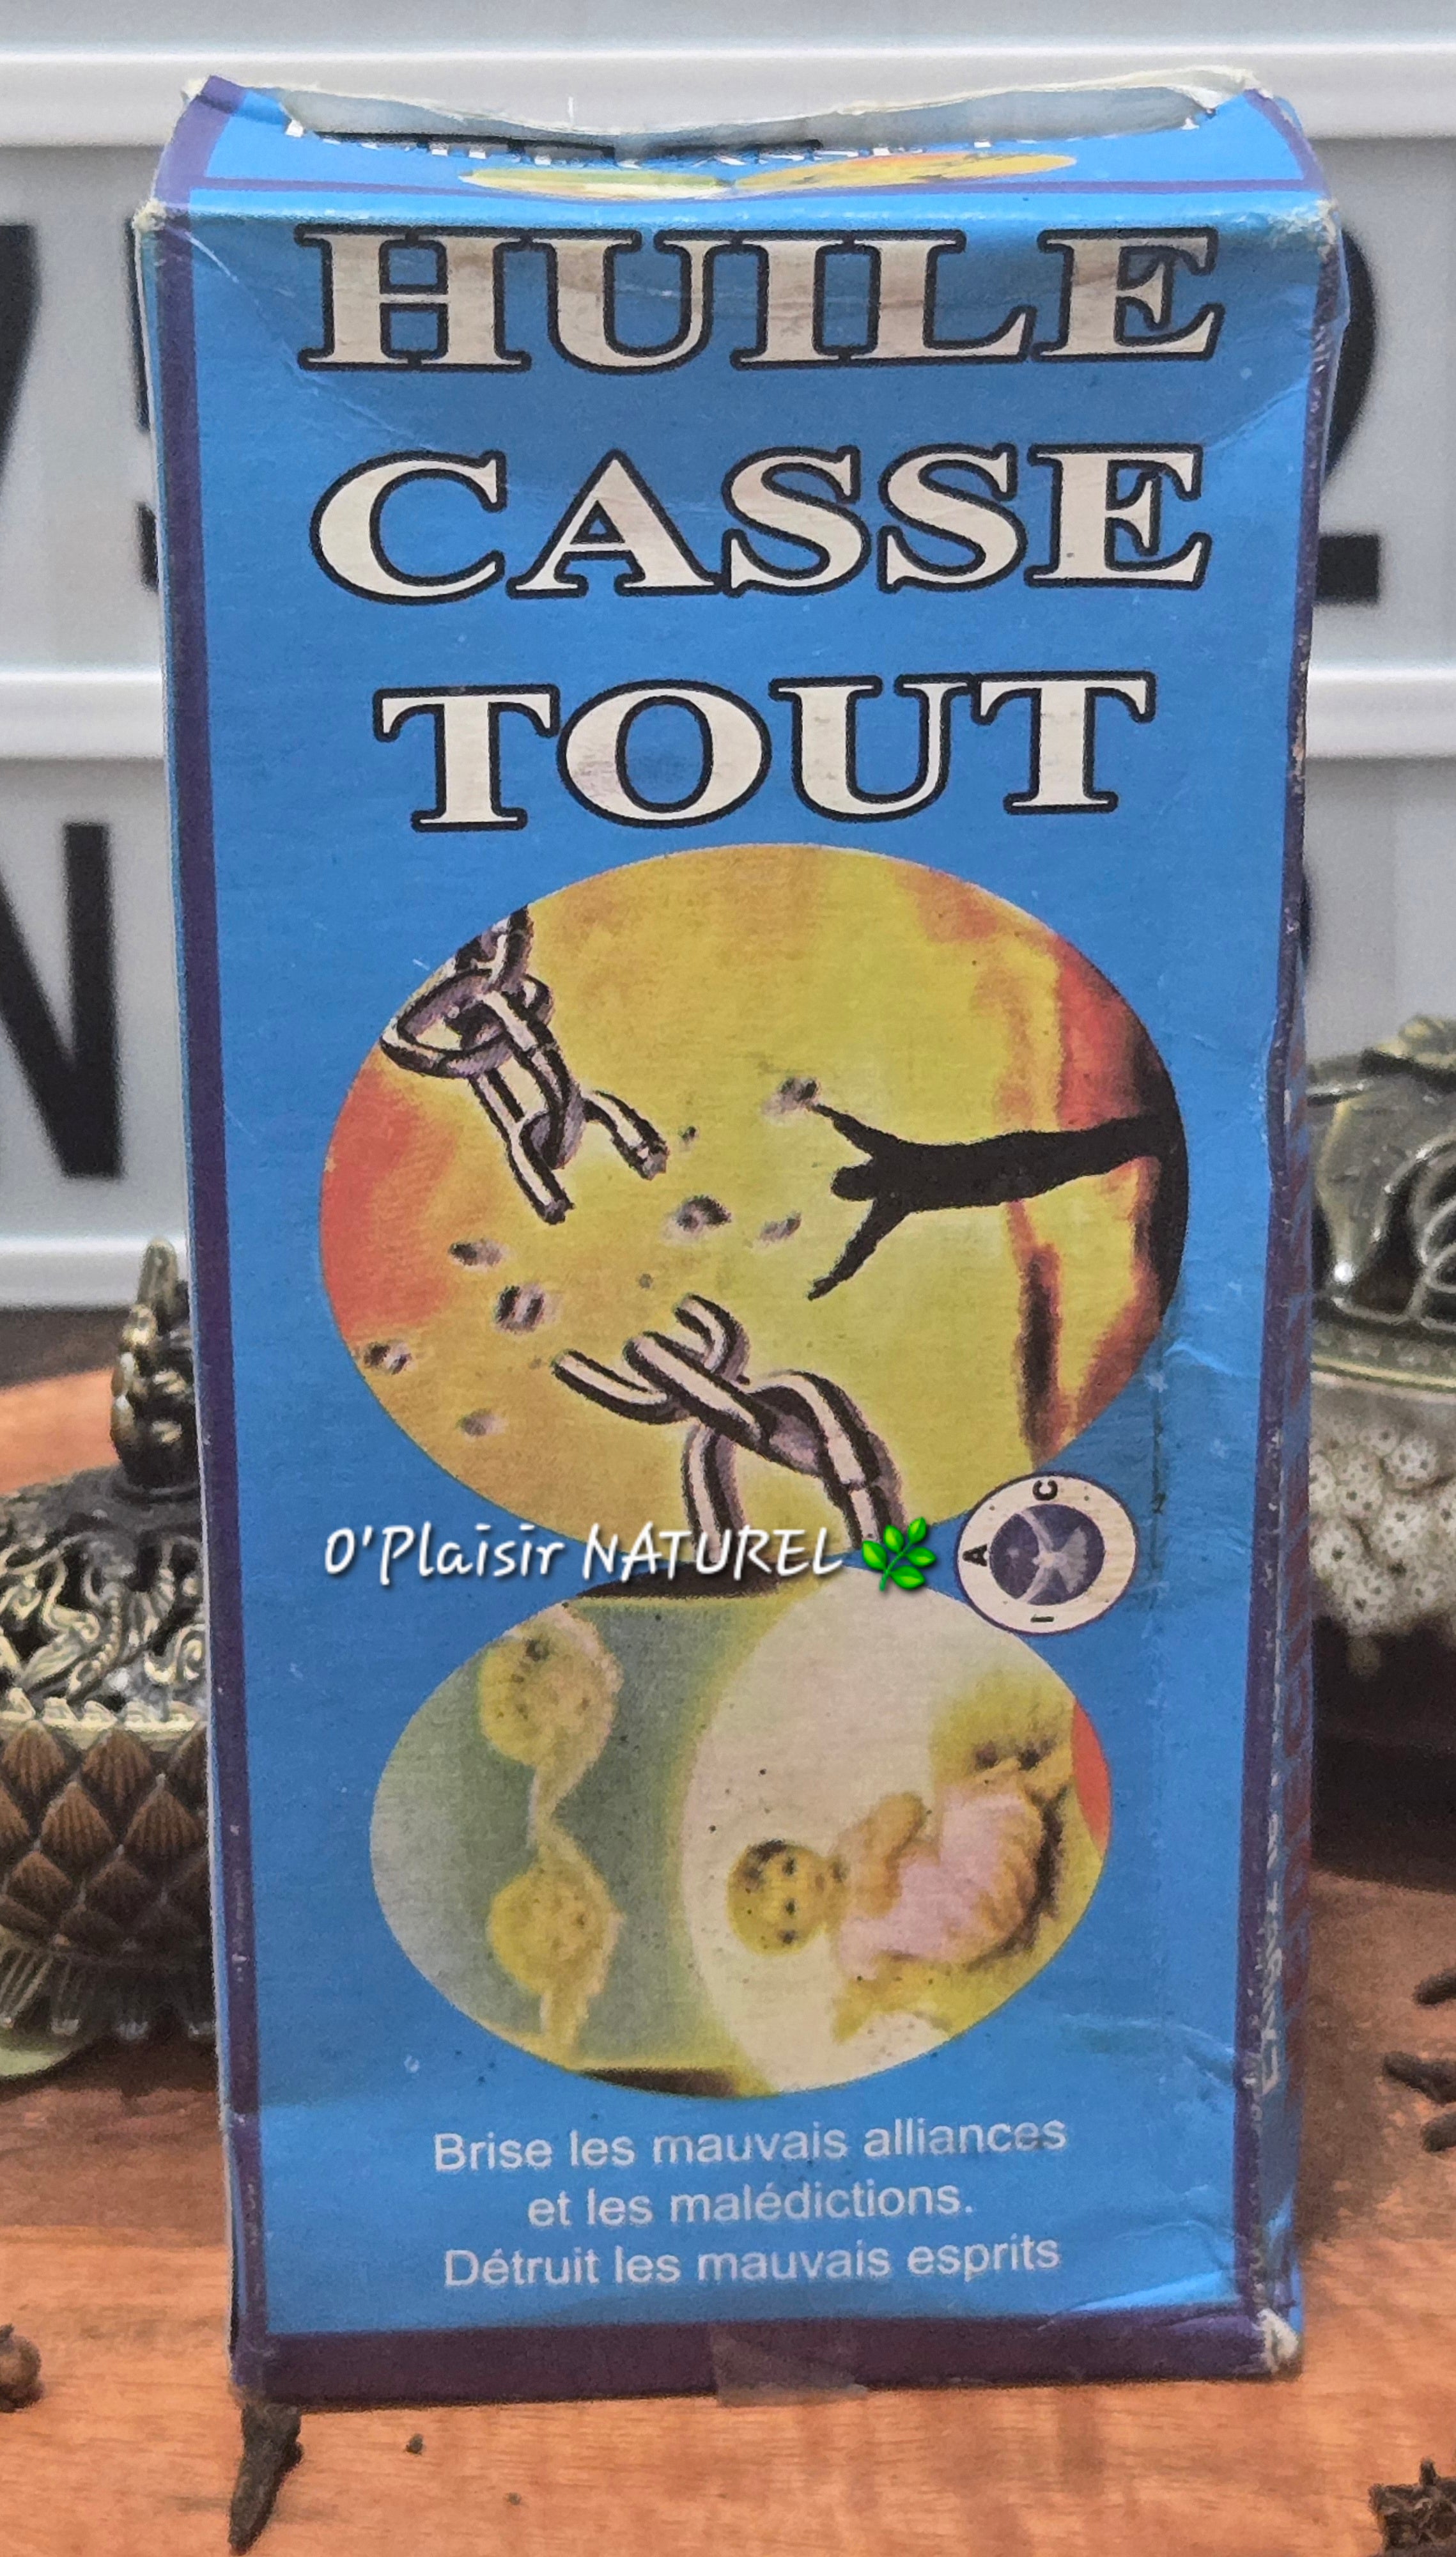 HUILE
CASSE
TOUT
O'Plaisir NATUREL
C
A
I
Brise les mauvais alliances
et les malédictions.
Détruit les mauvais esprits